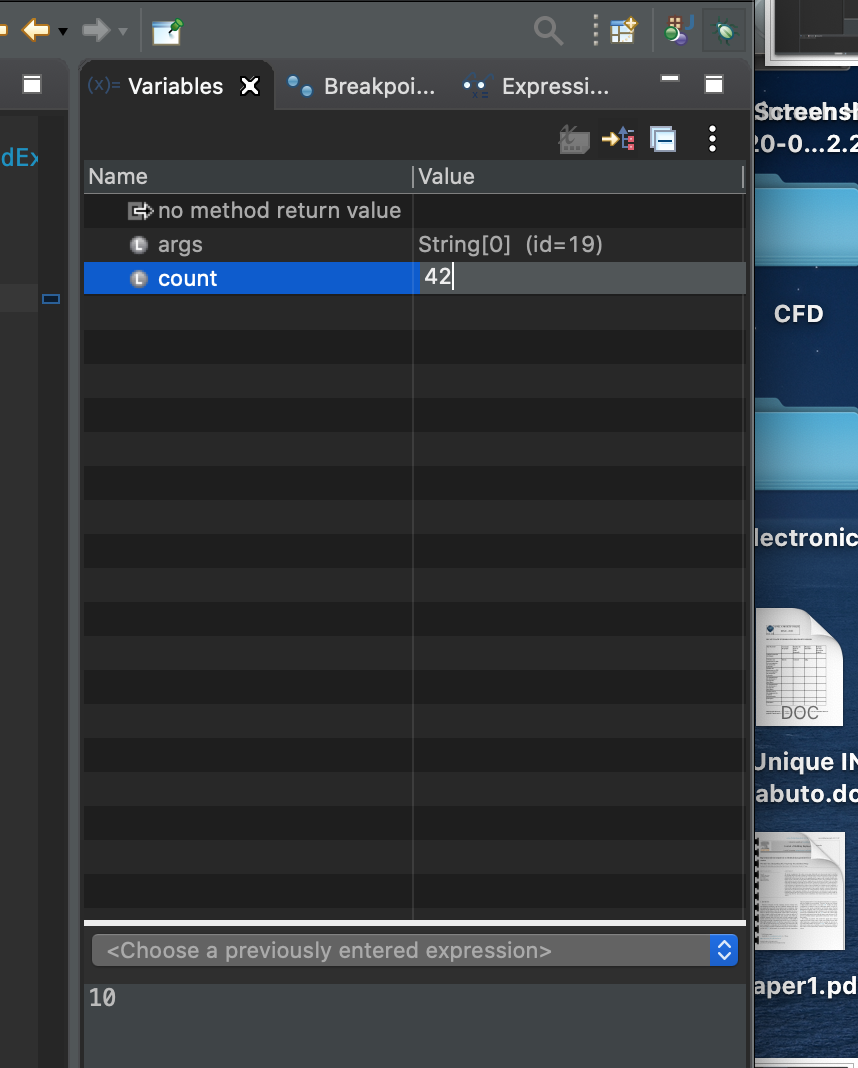 (x)= Variables Breakpoi... Expressi...
dEx
Name Value
no method return value
args String[0] (id=19)
count 42
<Choose a previously entered expression>
10
Screensh
20-0...2.2
CFD
lectronic
DOC
Unique IN
abuto.do
aper1.pd